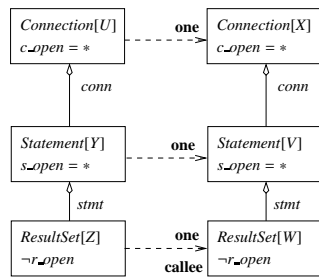 Connection[U]
c_open = *
one
Connection[X]
c_open = *
conn
conn
Statement[Y]
s_open = *
one
Statement[V]
s_open = *
stmt
stmt
ResultSet[Z]
¬r_open
one
callee
ResultSet[W]
¬r_open